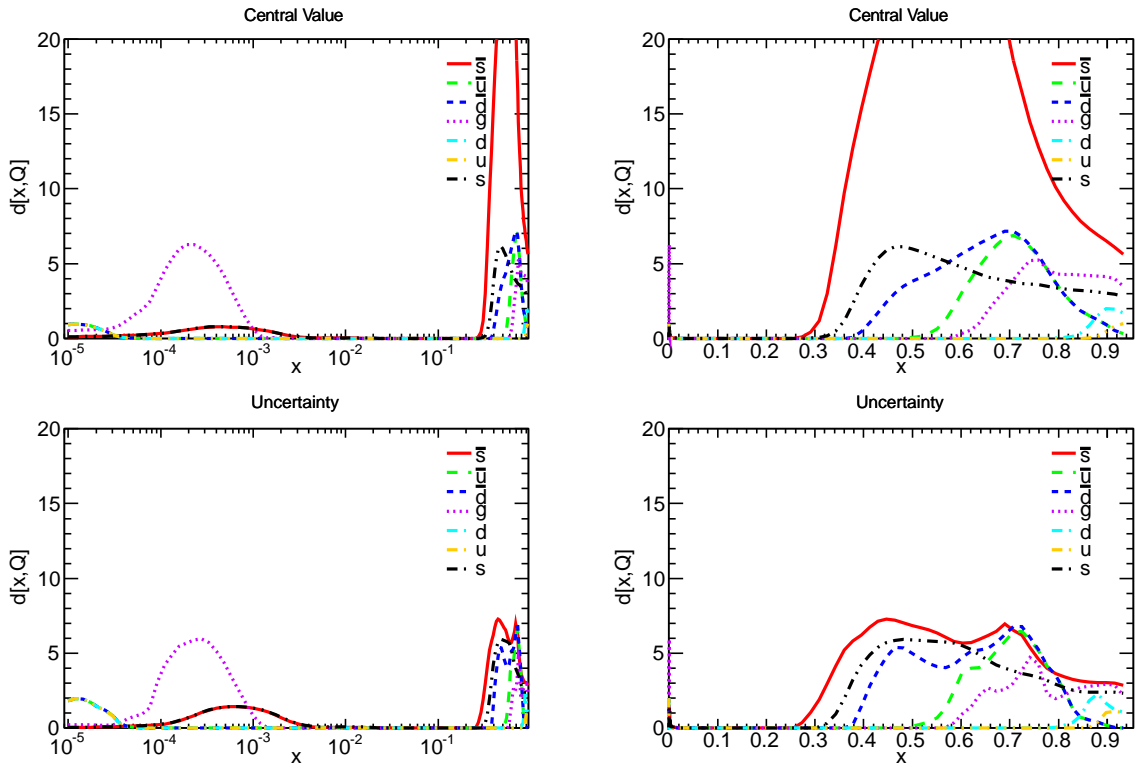 Central Value
20
15
10
5
0
d[x,Q]
s̅
u̅
d̅
g
d
u
s
10⁻⁵ 10⁻⁴ 10⁻³ 10⁻² 10⁻¹
x
Central Value
20
15
10
5
0
d[x,Q]
s̅
u̅
d̅
g
d
u
s
0 0.1 0.2 0.3 0.4 0.5 0.6 0.7 0.8 0.9
x
Uncertainty
20
15
10
5
0
d[x,Q]
s̅
u̅
d̅
g
d
u
s
10⁻⁵ 10⁻⁴ 10⁻³ 10⁻² 10⁻¹
x
Uncertainty
20
15
10
5
0
d[x,Q]
s̅
u̅
d̅
g
d
u
s
0 0.1 0.2 0.3 0.4 0.5 0.6 0.7 0.8 0.9
x